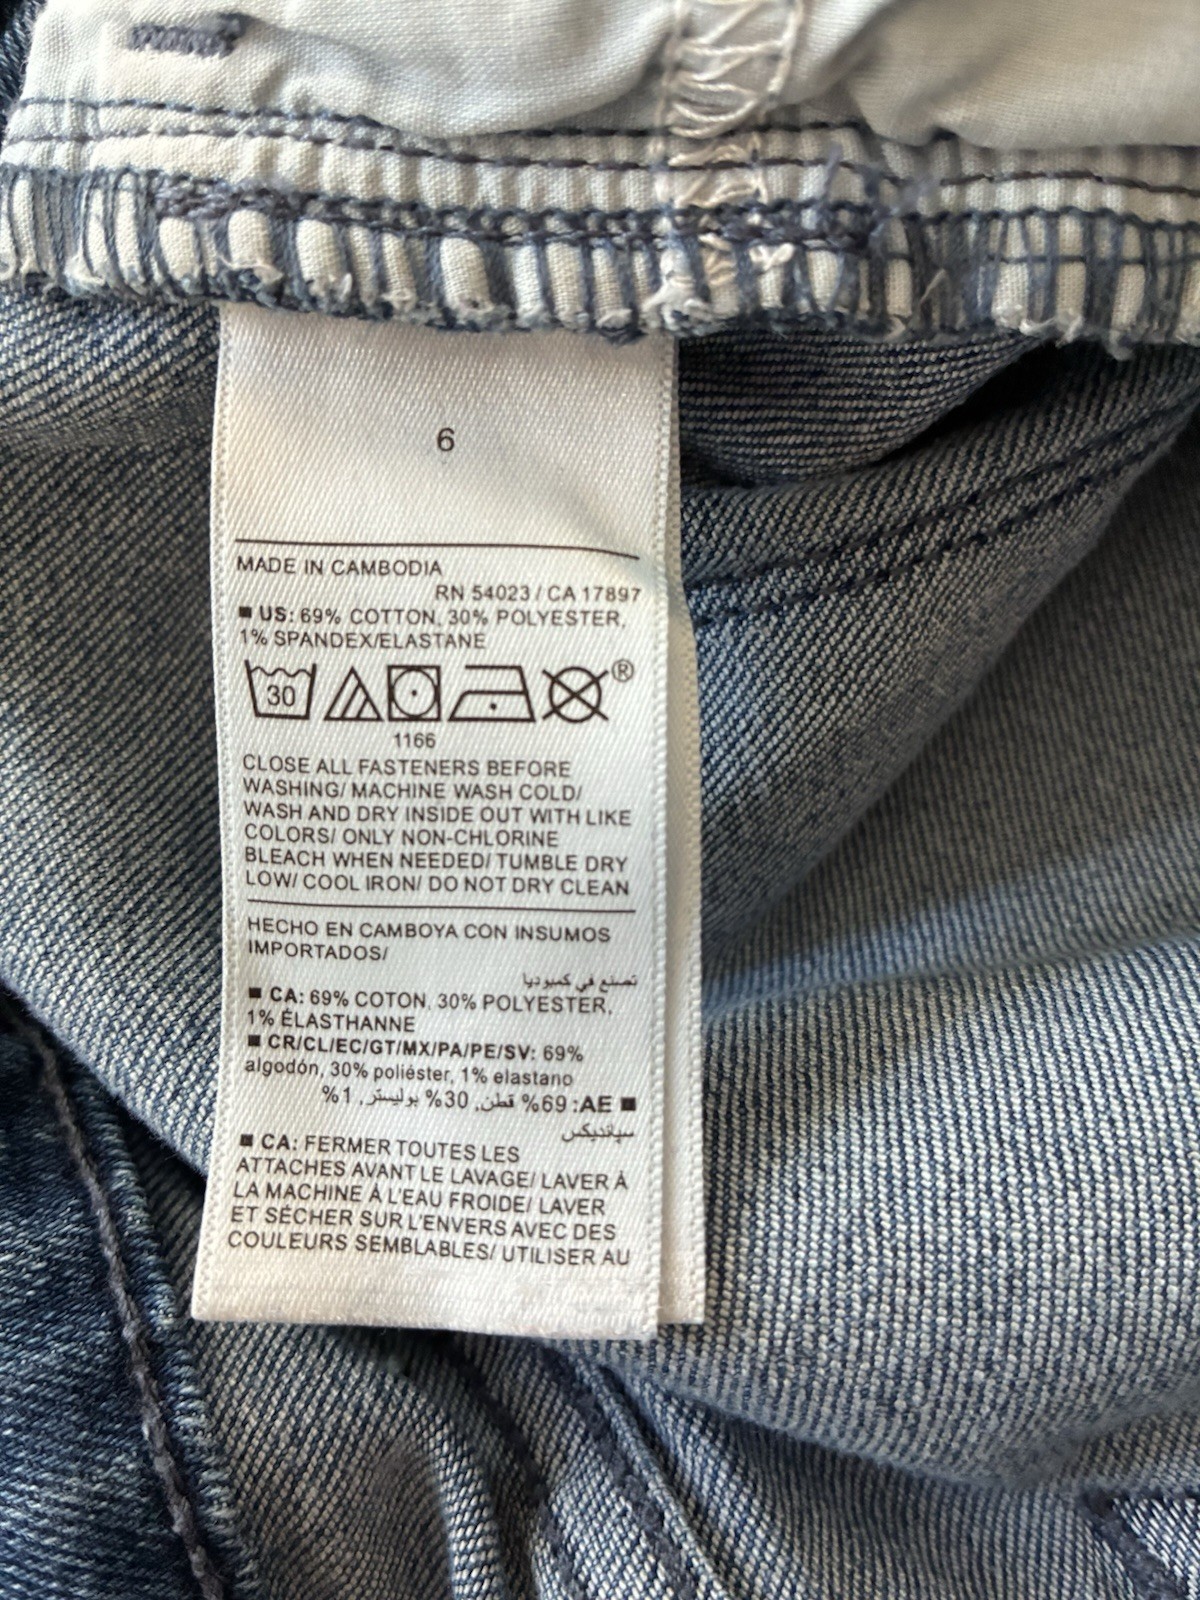 6
MADE IN CAMBODIA
RN 54023 / CA 17897
■ US: 69% COTTON, 30% POLYESTER,
1% SPANDEX/ELASTANE
30
®
1166
CLOSE ALL FASTENERS BEFORE
WASHING/ MACHINE WASH COLD/
WASH AND DRY INSIDE OUT WITH LIKE
COLORS/ ONLY NON-CHLORINE
BLEACH WHEN NEEDED/ TUMBLE DRY
LOW/ COOL IRON/ DO NOT DRY CLEAN
HECHO EN CAMBOYA CON INSUMOS
IMPORTADOS/
تصنع في كمبوديا
■ CA: 69% COTON, 30% POLYESTER,
1% ÉLASTHANNE
■ CR/CL/EC/GT/MX/PA/PE/SV: 69%
algodón, 30% poliéster, 1% elastano
■ AE: 69% قطن, 30% بوليستر, 1%
سباندیکس
■ CA: FERMER TOUTES LES
ATTACHES AVANT LE LAVAGE/ LAVER À
LA MACHINE À L'EAU FROIDE/ LAVER
ET SÉCHER SUR L'ENVERS AVEC DES
COULEURS SEMBLABLES/ UTILISER AU